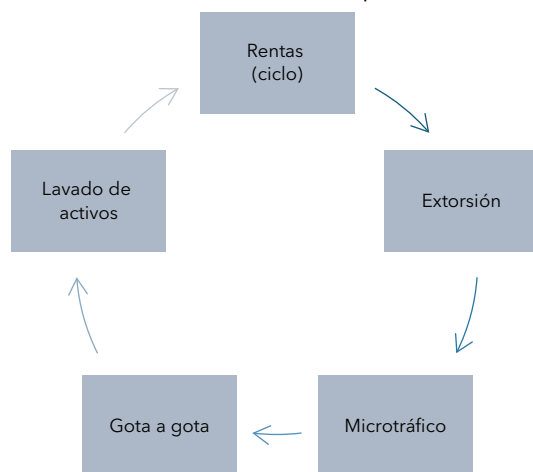 Rentas
(ciclo)
Extorsión
Microtráfico
Gota a gota
Lavado de
activos